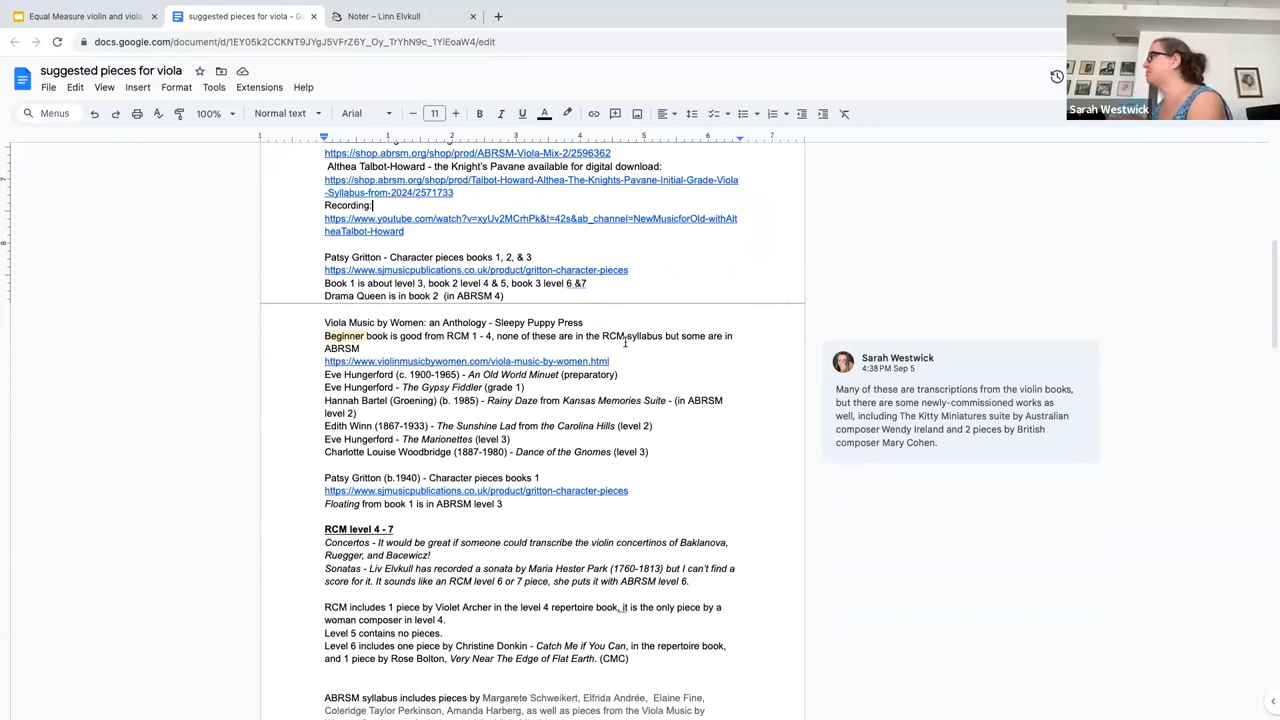 Equal Measure violin and viola
suggested pieces for viola - G
Noter – Linn Elvkull
docs.google.com/document/d/1EY05k2CCKNT9JYgJ5VFrZ6Y_Oy_TrYhN9c_1YiEoaW4/edit
suggested pieces for viola
File Edit View Insert Format Tools Extensions Help
Menus 100% Normal text Arial 11
Sarah Westwick
1 1 2 3 4 5 6 7
7
8
https://shop.abrsm.org/shop/prod/ABRSM-Viola-Mix-2/2596362
Althea Talbot-Howard - the Knight's Pavane available for digital download:
https://shop.abrsm.org/shop/prod/Talbot-Howard-Althea-The-Knights-Pavane-Initial-Grade-Viola
-Syllabus-from-2024/2571733
Recording:
https://www.youtube.com/watch?v=xyUv2MCrhPk&t=42s&ab_channel=NewMusicforOld-withAlt
heaTalbot-Howard
Patsy Gritton - Character pieces books 1, 2, & 3
https://www.sjmusicpublications.co.uk/product/gritton-character-pieces
Book 1 is about level 3, book 2 level 4 & 5, book 3 level 6 &7
Drama Queen is in book 2 (in ABRSM 4)
Viola Music by Women: an Anthology - Sleepy Puppy Press
Beginner book is good from RCM 1 - 4, none of these are in the RCM syllabus but some are in
ABRSM
https://www.violinmusicbywomen.com/viola-music-by-women.html
Eve Hungerford (c. 1900-1965) - An Old World Minuet (preparatory)
Eve Hungerford - The Gypsy Fiddler (grade 1)
Hannah Bartel (Groening) (b. 1985) - Rainy Daze from Kansas Memories Suite - (in ABRSM
level 2)
Edith Winn (1867-1933) - The Sunshine Lad from the Carolina Hills (level 2)
Eve Hungerford - The Marionettes (level 3)
Charlotte Louise Woodbridge (1887-1980) - Dance of the Gnomes (level 3)
Patsy Gritton (b.1940) - Character pieces books 1
https://www.sjmusicpublications.co.uk/product/gritton-character-pieces
Floating from book 1 is in ABRSM level 3
RCM level 4 - 7
Concertos - It would be great if someone could transcribe the violin concertinos of Baklanova,
Ruegger, and Bacewicz!
Sonatas - Liv Elvkull has recorded a sonata by Maria Hester Park (1760-1813) but I can't find a
score for it. It sounds like an RCM level 6 or 7 piece, she puts it with ABRSM level 6.
RCM includes 1 piece by Violet Archer in the level 4 repertoire book, it is the only piece by a
woman composer in level 4.
Level 5 contains no pieces.
Level 6 includes one piece by Christine Donkin - Catch Me if You Can, in the repertoire book,
and 1 piece by Rose Bolton, Very Near The Edge of Flat Earth. (CMC)
ABRSM syllabus includes pieces by Margarete Schweikert, Elfrida Andrée, Elaine Fine,
Coleridge Taylor Perkinson, Amanda Harberg, as well as pieces from the Viola Music by
Sarah Westwick
4:38 PM Sep 5
Many of these are transcriptions from the violin books,
but there are some newly-commissioned works as
well, including The Kitty Miniatures suite by Australian
composer Wendy Ireland and 2 pieces by British
composer Mary Cohen.